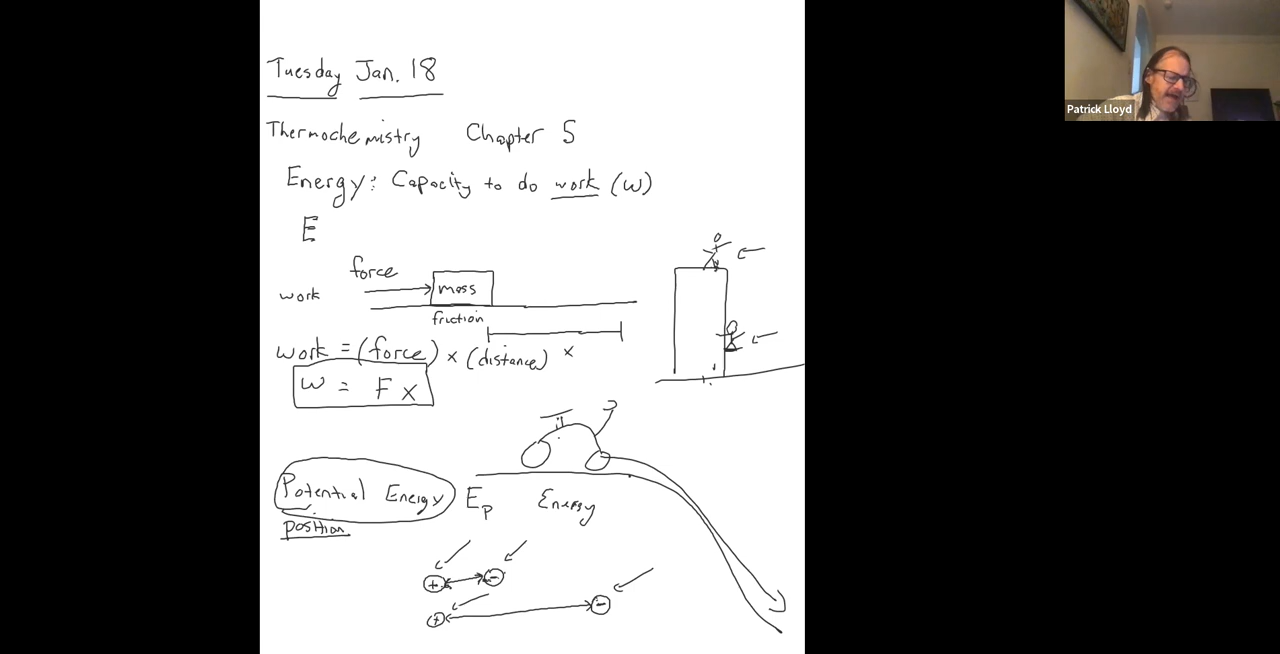 Tuesday Jan. 18
Patrick Lloyd
Thermochemistry Chapter 5
Energy: Capacity to do work (w)
E
force
work mass
friction
work = (force) × (distance) x
w = F x
Potential Energy Ep Energy
position
+ -
+ -